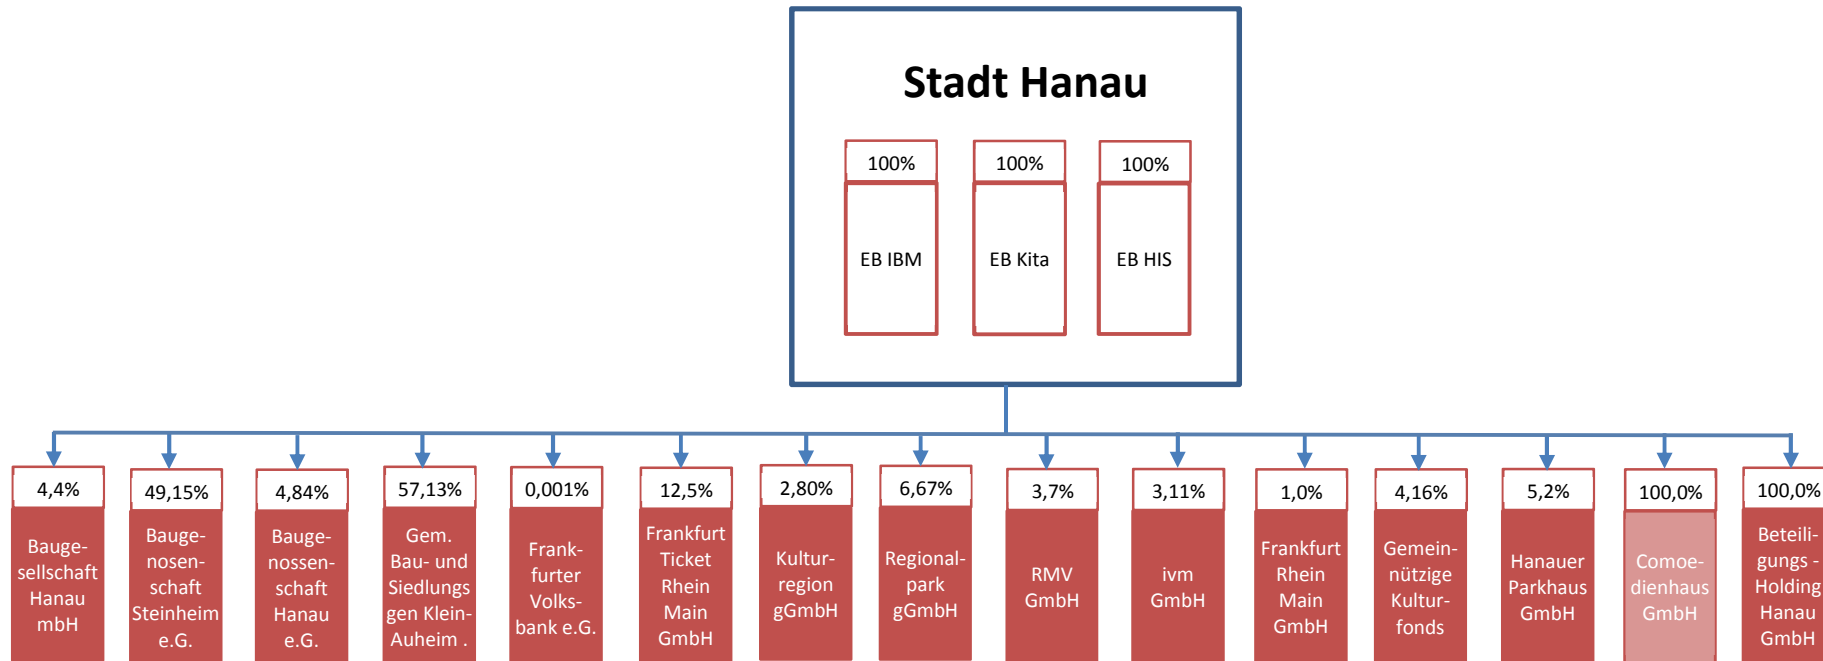 Stadt Hanau
100%
100%
100%
EB IBM
EB Kita
EB HIS
4,4%
49,15%
4,84%
57,13%
0,001%
12,5%
2,80%
6,67%
3,7%
3,11%
1,0%
4,16%
5,2%
100,0%
100,0%
Bauge-
sellschaft
Hanau
mbH
Bauge-
nosen-
schaft
Steinheim
e.G.
Bauge-
nossen-
schaft
Hanau
e.G.
Gem.
Bau- und
Siedlungs
gen Klein-
Auheim .
Frank-
furter
Volks-
bank e.G.
Frankfurt
Ticket
Rhein
Main
GmbH
Kultur-
region
gGmbH
Regional-
park
gGmbH
RMV
GmbH
ivm
GmbH
Frankfurt
Rhein
Main
GmbH
Gemein-
nützige
Kultur-
fonds
Hanauer
Parkhaus
GmbH
Comoe-
dienhaus
GmbH
Beteili-
gungs -
Holding
Hanau
GmbH